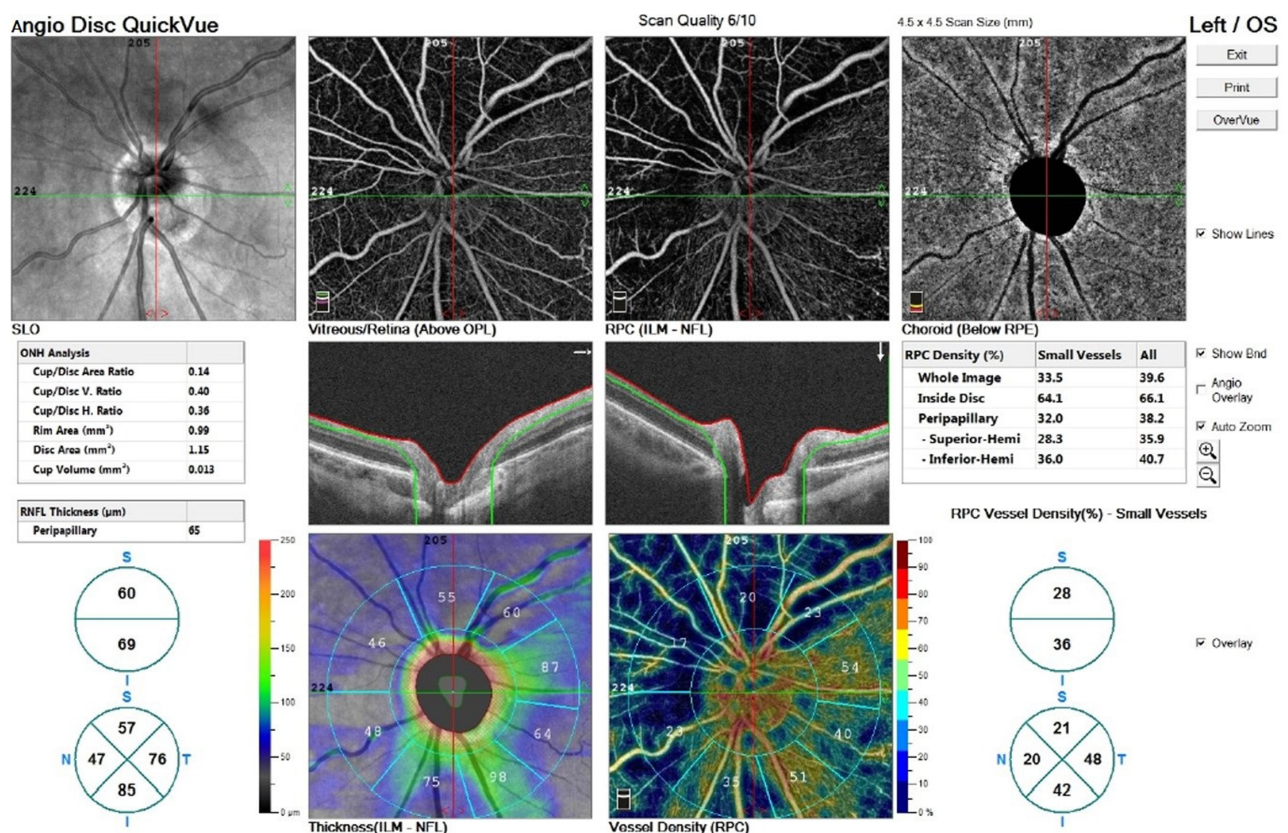 Angio Disc QuickVue
Scan Quality 6/10
4.5 x 4.5 Scan Size (mm)
Left / OS
205
224
205
224
205
224
Exit
Print
OverVue
Show Lines
SLO
Vitreous/Retina (Above OPL)
RPC (ILM - NFL)
Choroid (Below RPE)
ONH Analysis
Cup/Disc Area Ratio 0.14
Cup/Disc V. Ratio 0.40
Cup/Disc H. Ratio 0.36
Rim Area (mm²) 0.99
Disc Area (mm²) 1.15
Cup Volume (mm³) 0.013
RPC Density (%) Small Vessels All
Whole Image 33.5 39.6
Inside Disc 64.1 66.1
Peripapillary 32.0 38.2
- Superior-Hemi 28.3 35.9
- Inferior-Hemi 36.0 40.7
Show Bnd
Angio
Overlay
Auto Zoom
RNFL Thickness (µm)
Peripapillary 65
S
60
69
I
S
57
N 47 76 T
85
I
250
200
150
100
50
0 µm
205
224
55
60
46
87
48
64
75
98
Thickness(ILM - NFL)
205
224
20
23
17
54
23
40
35
51
Vessel Density (RPC)
100
90
80
70
60
50
40
30
20
10
0 %
RPC Vessel Density(%) - Small Vessels
S
28
36
I
S
21
N 20 48 T
42
I
Overlay